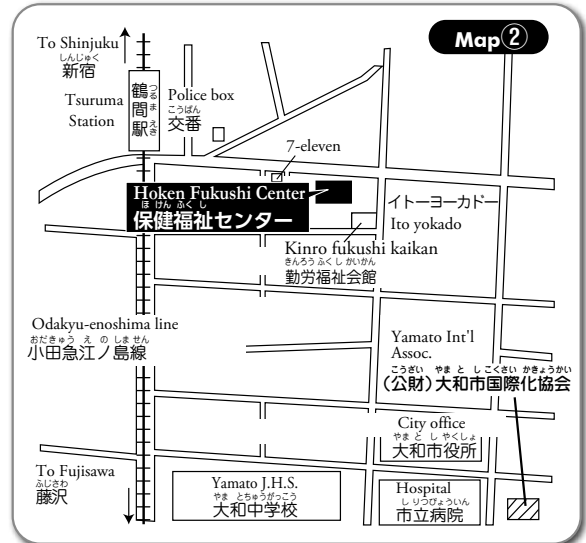 Map②
To Shinjuku
しんじゅく
新宿
つるま えき
鶴間駅
Tsuruma
Station
Police box
こうばん
交番
7-eleven
Hoken Fukushi Center
ほ けん ふく し
保健福祉センター
イトーヨーカドー
Ito yokado
Kinro fukushi kaikan
きんろう ふく し かいかん
勤労福祉会館
Odakyu-enoshima line
おだきゅう え の しま せん
小田急江ノ島線
Yamato Int'l
Assoc.
こうざい やま と し こくさい か きょうかい
(公財)大和市国際化協会
City office
やま と し やくしょ
大和市役所
To Fujisawa
ふじさわ
藤沢
Yamato J.H.S.
やま とちゅうがっこう
大和中学校
Hospital
し りつびょういん
市立病院